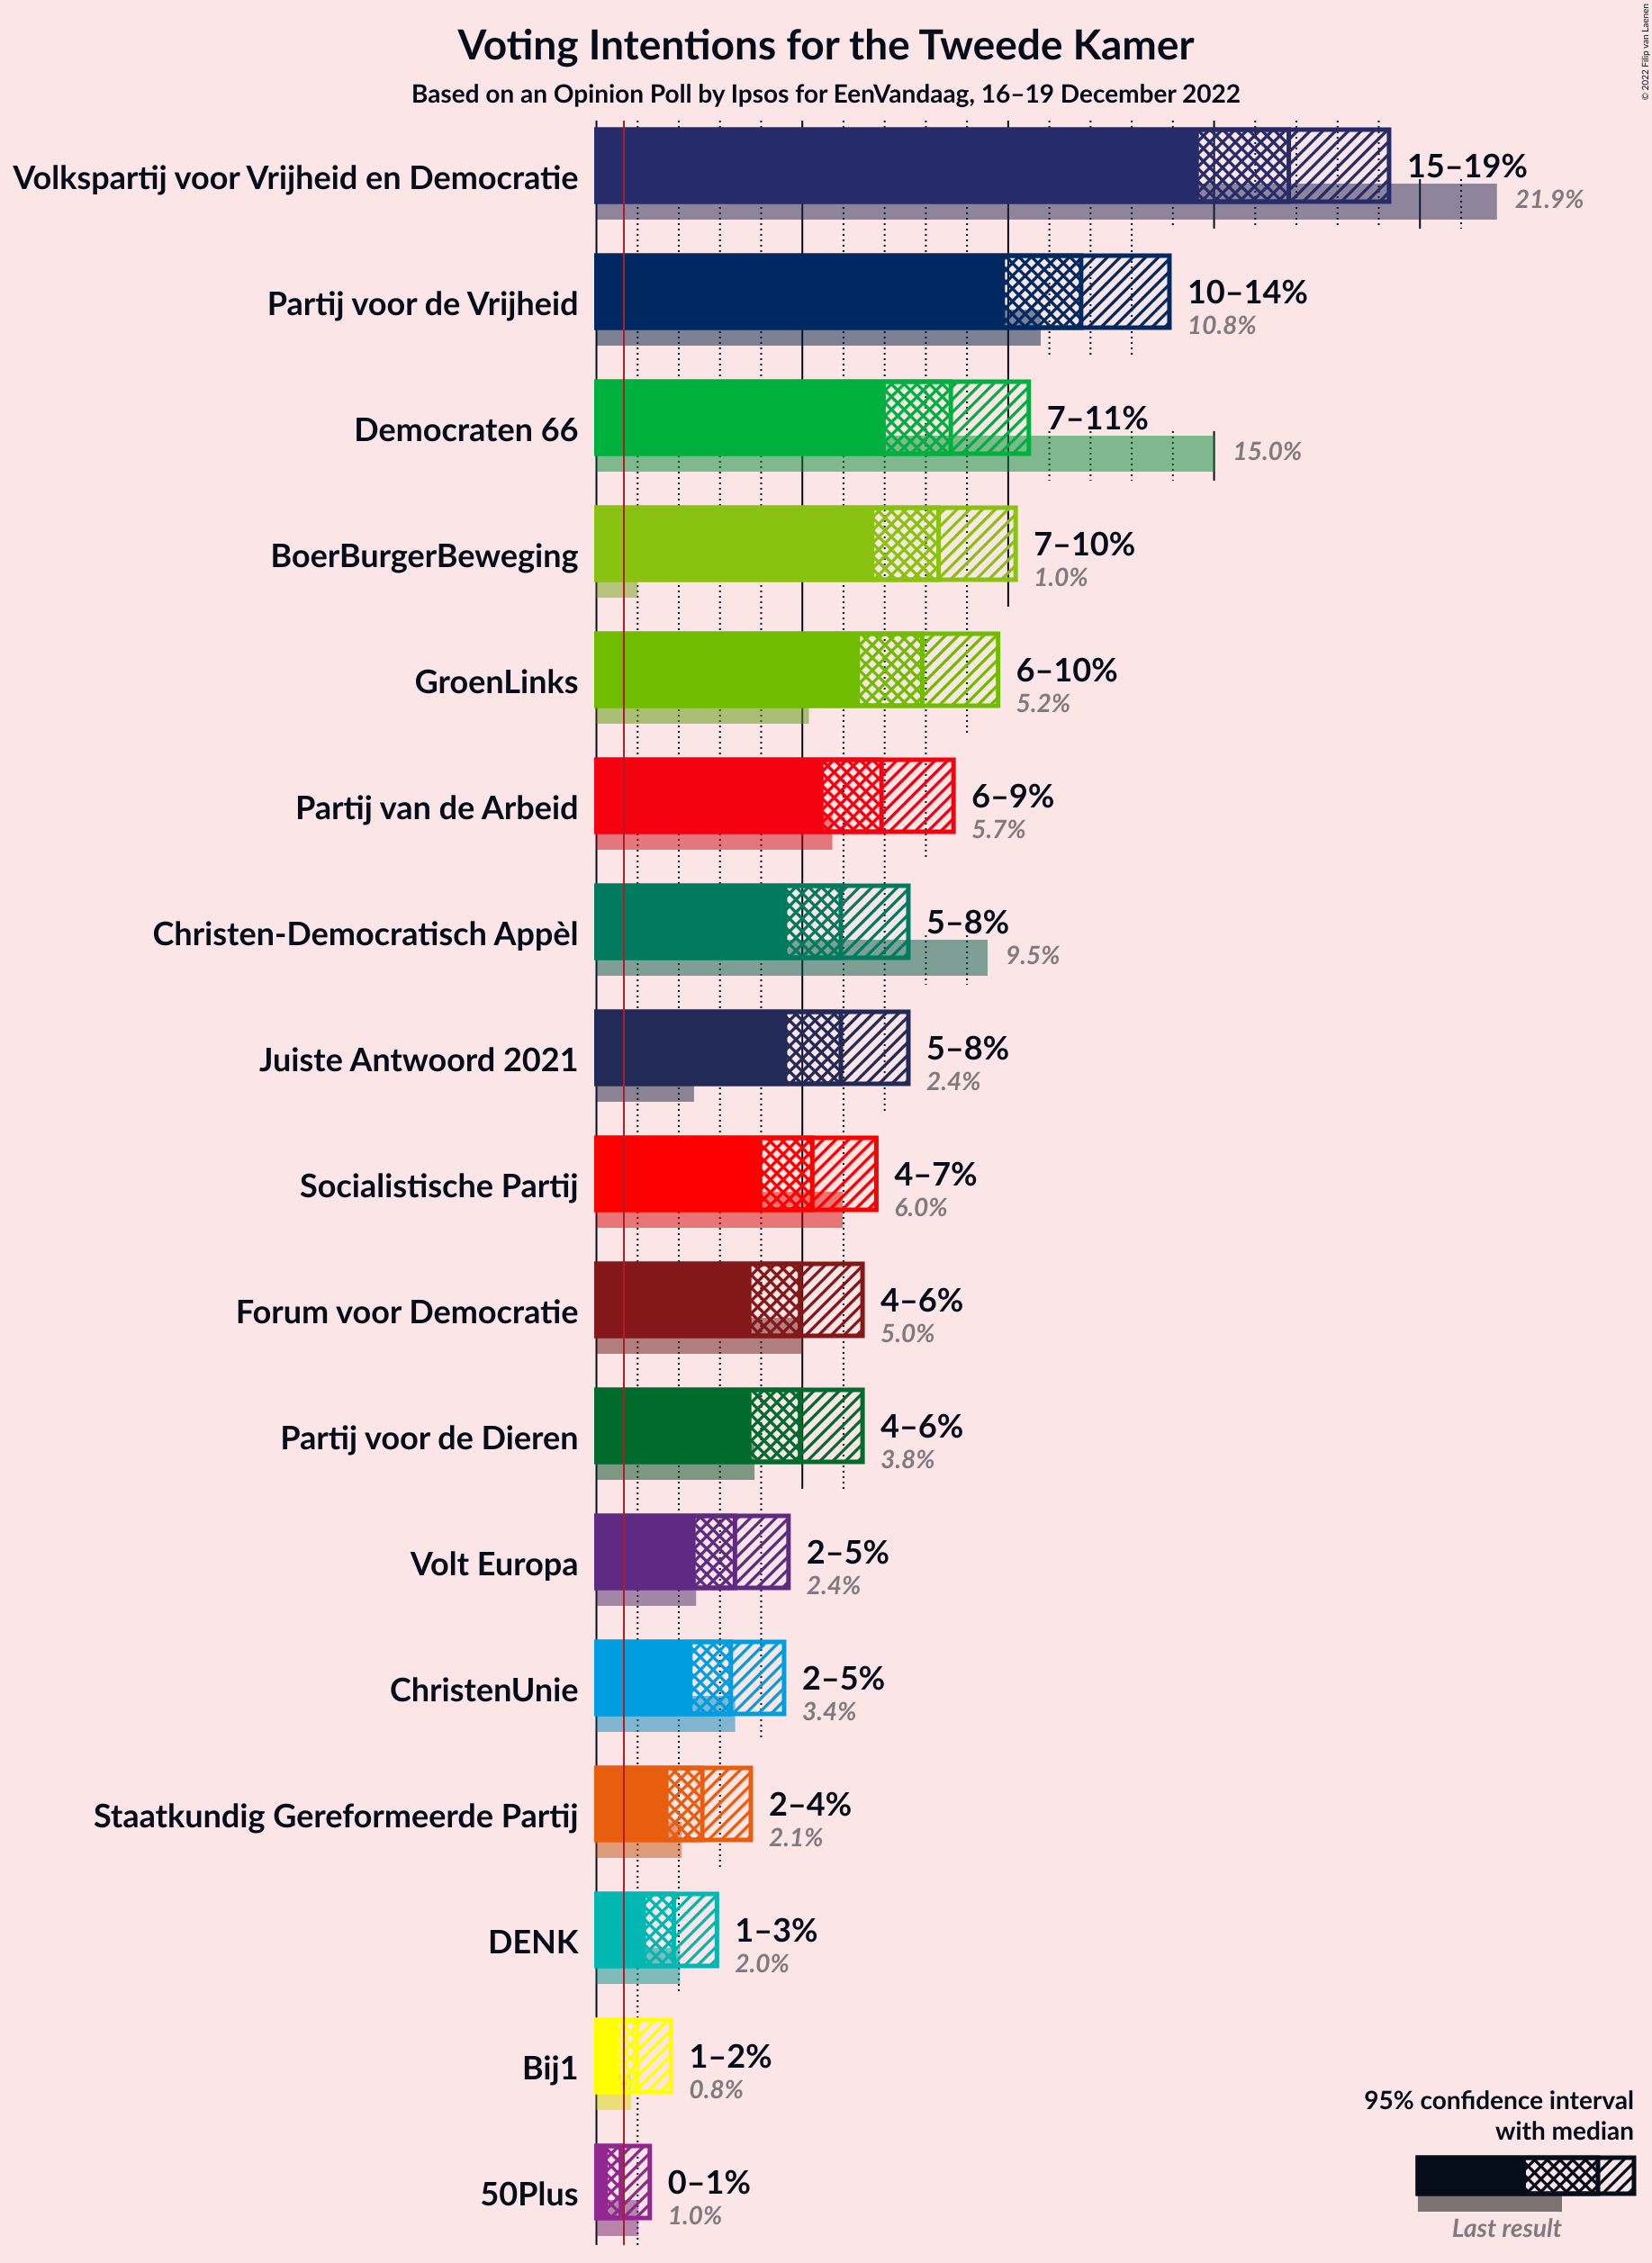 © 2022 Filip van Laenen
Voting Intentions for the Tweede Kamer
Based on an Opinion Poll by Ipsos for EenVandaag, 16–19 December 2022
Volkspartij voor Vrijheid en Democratie
15–19%
21.9%
Partij voor de Vrijheid
10–14%
10.8%
Democraten 66
7–11%
15.0%
BoerBurgerBeweging
7–10%
1.0%
GroenLinks
6–10%
5.2%
Partij van de Arbeid
6–9%
5.7%
Christen-Democratisch Appèl
5–8%
9.5%
Juiste Antwoord 2021
5–8%
2.4%
Socialistische Partij
4–7%
6.0%
Forum voor Democratie
4–6%
5.0%
Partij voor de Dieren
4–6%
3.8%
Volt Europa
2–5%
2.4%
ChristenUnie
2–5%
3.4%
Staatkundig Gereformeerde Partij
2–4%
2.1%
DENK
1–3%
2.0%
Bij1
1–2%
0.8%
50Plus
0–1%
1.0%
95% confidence interval
with median
Last result